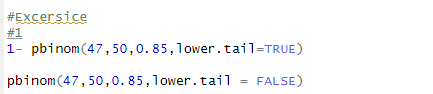 #Excersice
#1
1- pbinom(47,50,0.85,lower.tail=TRUE)
pbinom(47,50,0.85,lower.tail = FALSE)